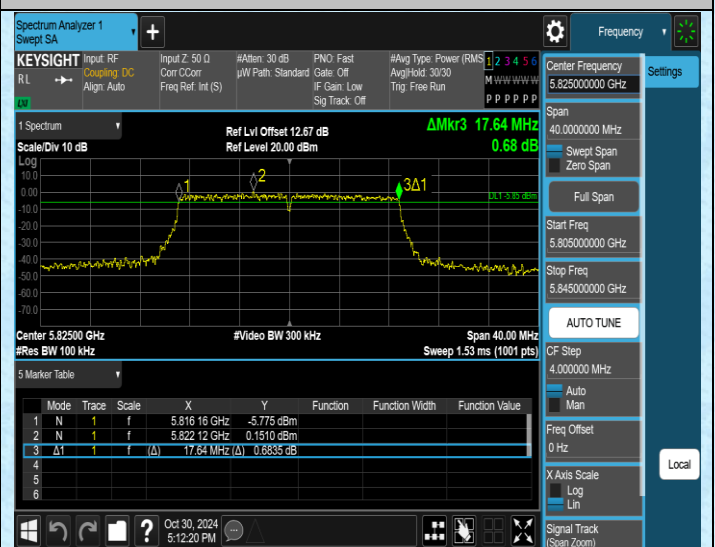 Spectrum Analyzer 1
Swept SA
+
Frequency
KEYSIGHT
RL
LXI
Input: RF
Coupling: DC
Align: Auto
Input Z: 50 Ω
Corr CCorr
Freq Ref: Int (S)
#Atten: 30 dB
µW Path: Standard
PNO: Fast
Gate: Off
IF Gain: Low
Sig Track: Off
#Avg Type: Power (RMS
Avg|Hold: 30/30
Trig: Free Run
1 2 3 4 5 6
M W W W W W
P P P P P P
Center Frequency
5.825000000 GHz
Settings
Span
40.0000000 MHz
Swept Span
Zero Span
Full Span
Start Freq
5.805000000 GHz
Stop Freq
5.845000000 GHz
AUTO TUNE
CF Step
4.000000 MHz
Auto
Man
Freq Offset
0 Hz
X Axis Scale
Log
Lin
Signal Track
(Span Zoom)
Local
1 Spectrum
Scale/Div 10 dB
Ref Lvl Offset 12.67 dB
Ref Level 20.00 dBm
ΔMkr3 17.64 MHz
0.68 dB
Log
10.0
0.00
-10.0
-20.0
-30.0
-40.0
-50.0
-60.0
-70.0
1
2
3Δ1
DL1 -5.85 dBm
Center 5.82500 GHz
#Res BW 100 kHz
#Video BW 300 kHz
Span 40.00 MHz
Sweep 1.53 ms (1001 pts)
5 Marker Table
Mode Trace Scale X Y Function Function Width Function Value
1 N 1 f 5.816 16 GHz -5.775 dBm
2 N 1 f 5.822 12 GHz 0.1510 dBm
3 Δ1 1 f (Δ) 17.64 MHz (Δ) 0.6835 dB
4
5
6
?
Oct 30, 2024
5:12:20 PM